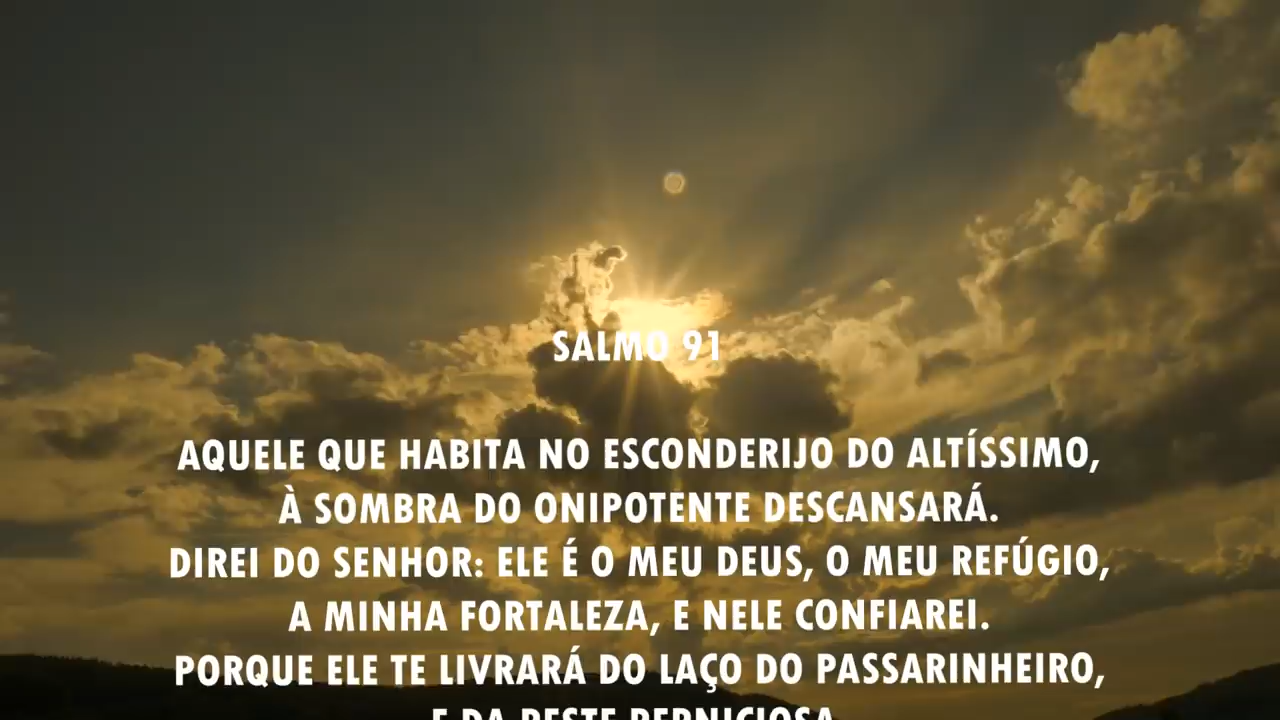 SALMO 91
AQUELE QUE HABITA NO ESCONDERIJO DO ALTÍSSIMO,
À SOMBRA DO ONIPOTENTE DESCANSARÁ.
DIREI DO SENHOR: ELE É O MEU DEUS, O MEU REFÚGIO,
A MINHA FORTALEZA, E NELE CONFIAREI.
PORQUE ELE TE LIVRARÁ DO LAÇO DO PASSARINHEIRO,
E DA PESTE PERNICIOSA